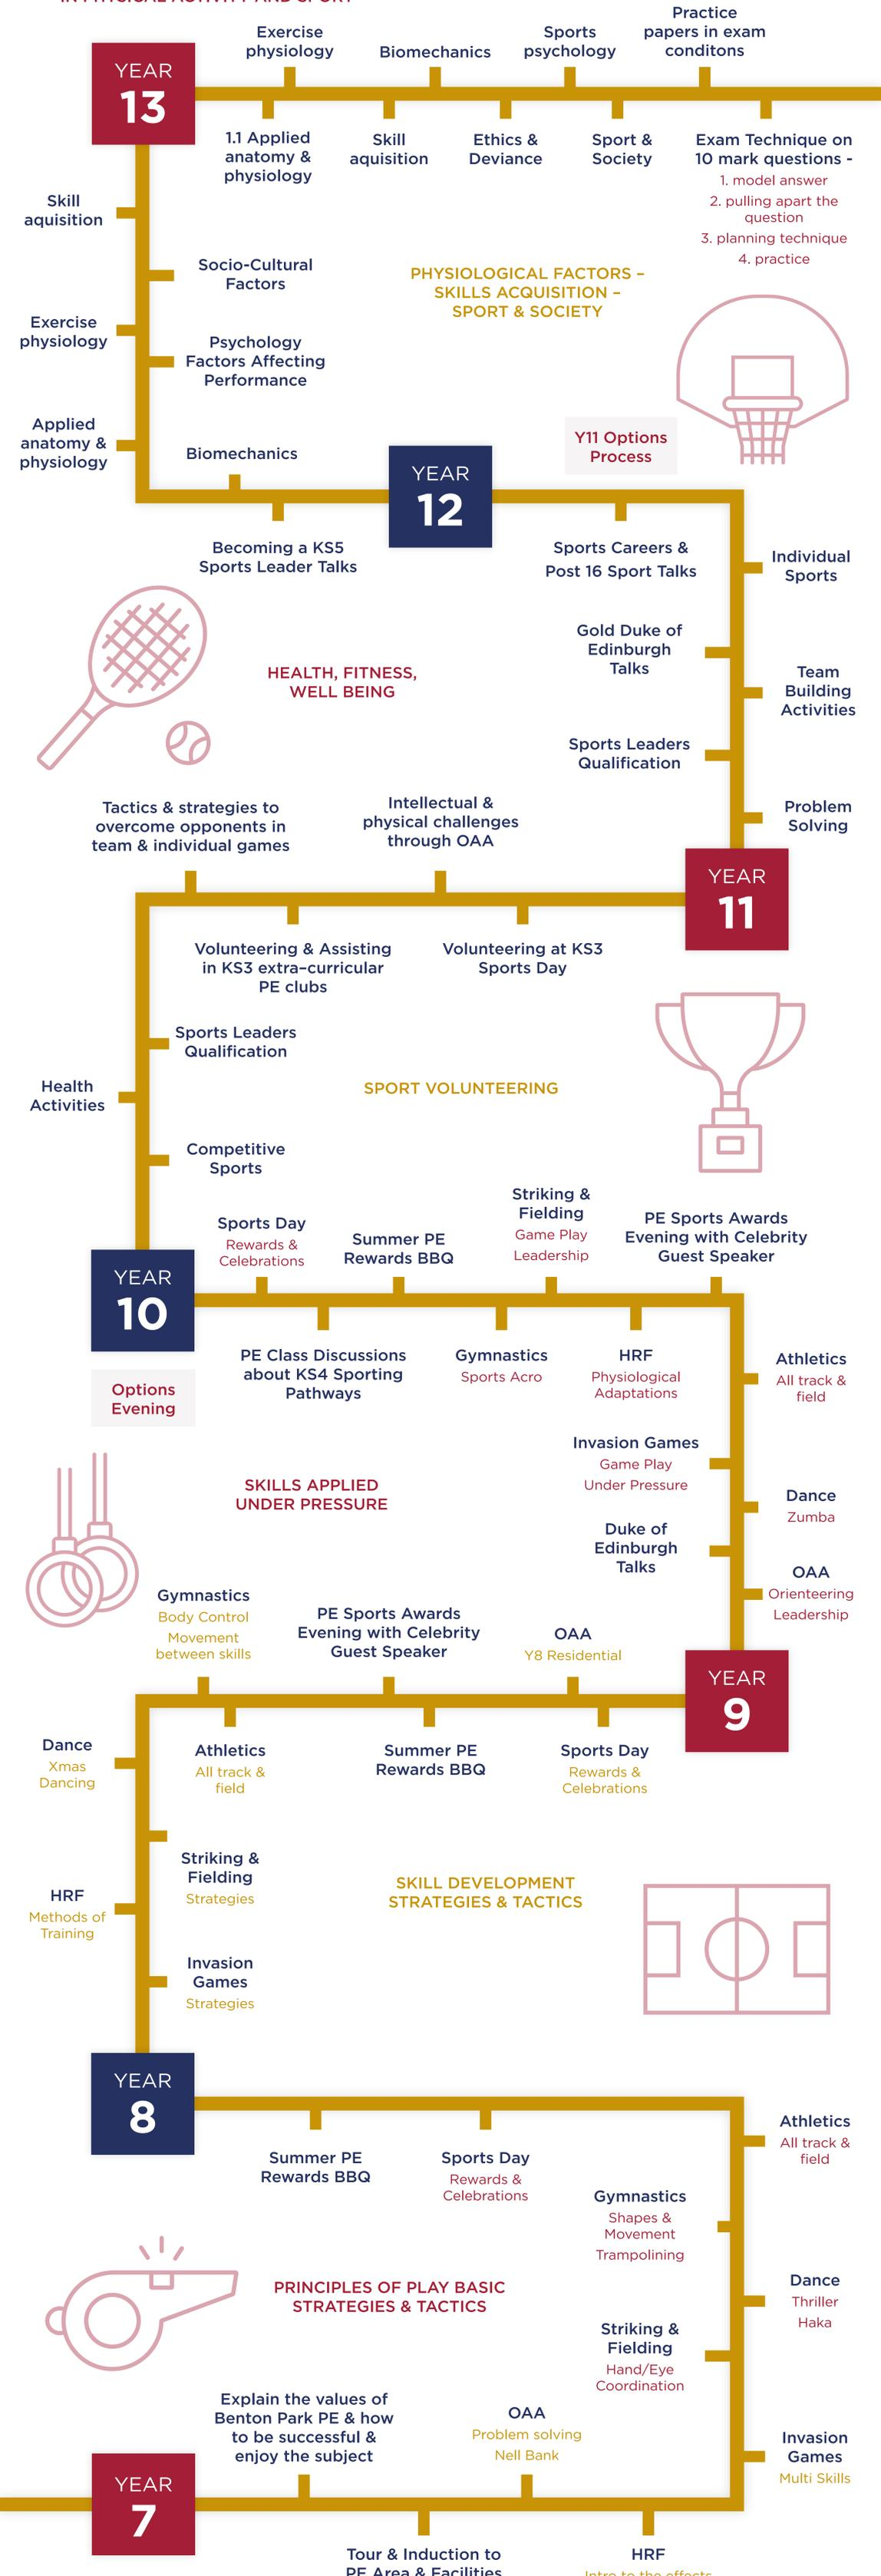 IN PHYSICAL ACTIVITY AND SPORT
Practice
papers in exam
conditons
Exercise
physiology
Biomechanics
Sports
psychology
YEAR
13
1.1 Applied
anatomy &
physiology
Skill
aquisition
Ethics &
Deviance
Sport &
Society
Exam Technique on
10 mark questions -
1. model answer
2. pulling apart the
question
3. planning technique
4. practice
Skill
aquisition
Socio-Cultural
Factors
PHYSIOLOGICAL FACTORS –
SKILLS ACQUISITION –
SPORT & SOCIETY
Exercise
physiology
Psychology
Factors Affecting
Performance
Applied
anatomy &
physiology
Biomechanics
Y11 Options
Process
YEAR
12
Becoming a KS5
Sports Leader Talks
Sports Careers &
Post 16 Sport Talks
Individual
Sports
Gold Duke of
Edinburgh
Talks
HEALTH, FITNESS,
WELL BEING
Team
Building
Activities
Sports Leaders
Qualification
Tactics & strategies to
overcome opponents in
team & individual games
Intellectual &
physical challenges
through OAA
Problem
Solving
YEAR
11
Volunteering & Assisting
in KS3 extra–curricular
PE clubs
Volunteering at KS3
Sports Day
Sports Leaders
Qualification
Health
Activities
SPORT VOLUNTEERING
Competitive
Sports
Sports Day
Rewards &
Celebrations
Summer PE
Rewards BBQ
Striking &
Fielding
Game Play
Leadership
PE Sports Awards
Evening with Celebrity
Guest Speaker
YEAR
10
Options
Evening
PE Class Discussions
about KS4 Sporting
Pathways
Gymnastics
Sports Acro
HRF
Physiological
Adaptations
Athletics
All track &
field
Invasion Games
Game Play
Under Pressure
SKILLS APPLIED
UNDER PRESSURE
Dance
Zumba
Duke of
Edinburgh
Talks
OAA
Orienteering
Leadership
Gymnastics
Body Control
Movement
between skills
PE Sports Awards
Evening with Celebrity
Guest Speaker
OAA
Y8 Residential
YEAR
9
Dance
Xmas
Dancing
Athletics
All track &
field
Summer PE
Rewards BBQ
Sports Day
Rewards &
Celebrations
Striking &
Fielding
Strategies
HRF
Methods of
Training
SKILL DEVELOPMENT
STRATEGIES & TACTICS
Invasion
Games
Strategies
YEAR
8
Summer PE
Rewards BBQ
Sports Day
Rewards &
Celebrations
Athletics
All track &
field
Gymnastics
Shapes &
Movement
Trampolining
PRINCIPLES OF PLAY BASIC
STRATEGIES & TACTICS
Dance
Thriller
Haka
Striking &
Fielding
Hand/Eye
Coordination
Explain the values of
Benton Park PE & how
to be successful &
enjoy the subject
OAA
Problem solving
Nell Bank
Invasion
Games
Multi Skills
YEAR
7
Tour & Induction to
PE Area & Facilities
HRF
Intro to the effects